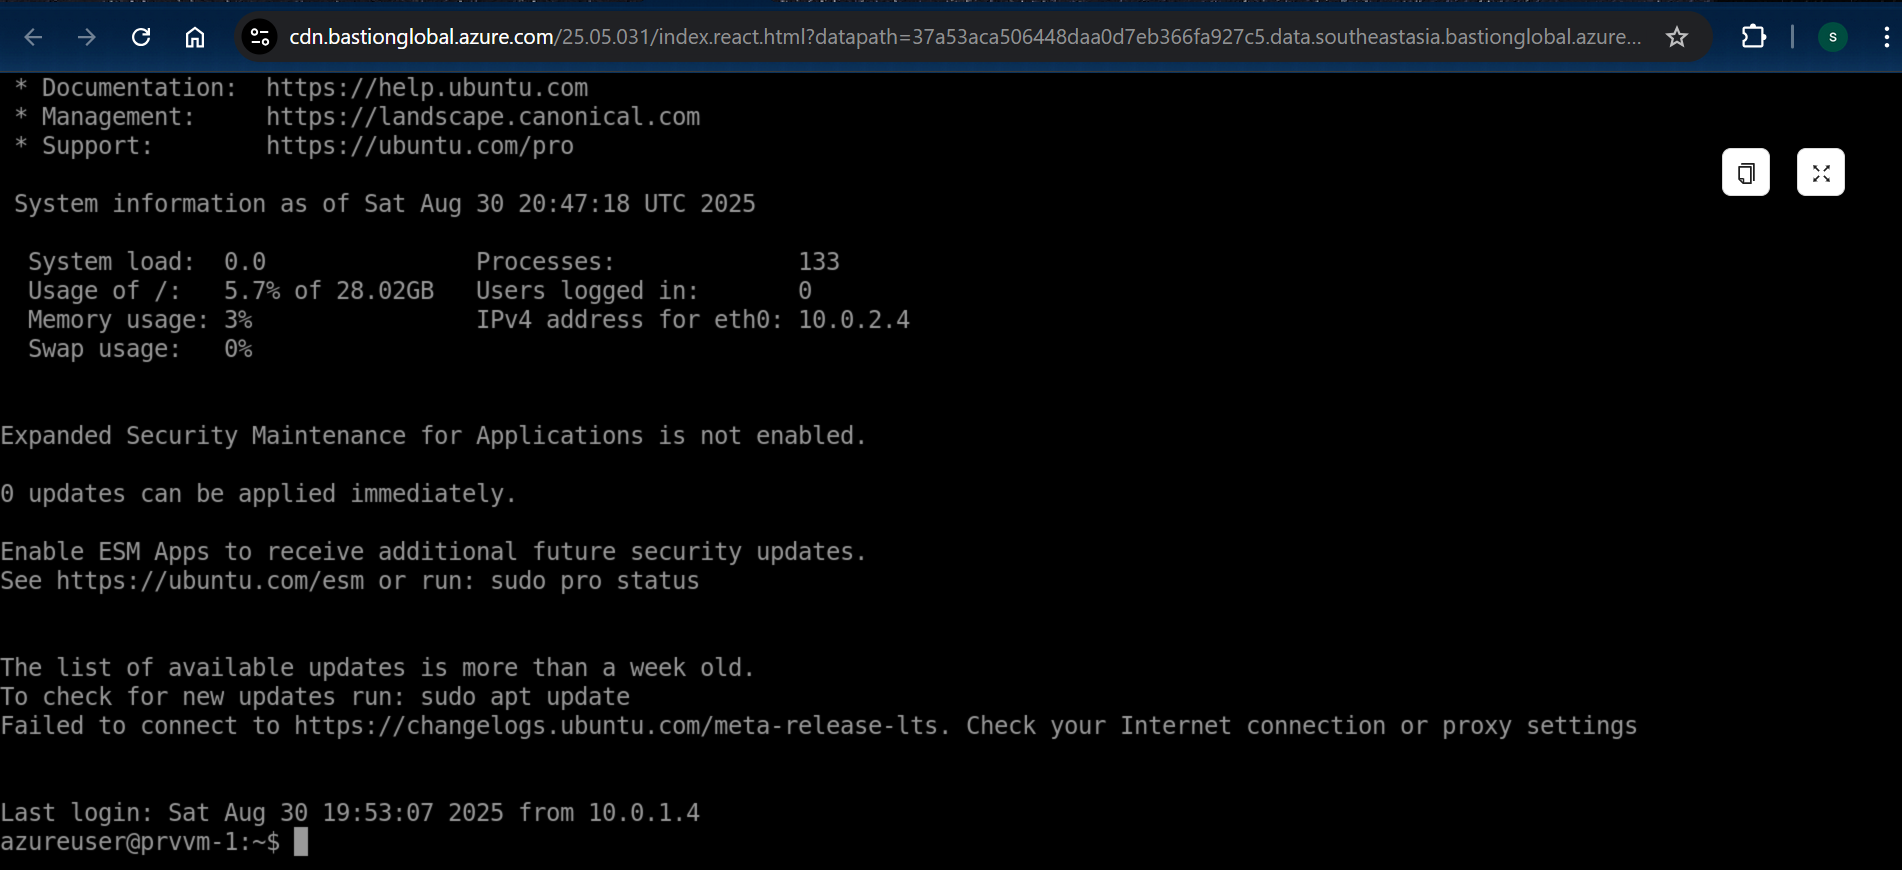 cdn.bastionglobal.azure.com/25.05.031/index.react.html?datapath=37a53aca506448daa0d7eb366fa927c5.data.southeastasia.bastionglobal.azure...
s
* Documentation:  https://help.ubuntu.com
* Management:     https://landscape.canonical.com
* Support:        https://ubuntu.com/pro
System information as of Sat Aug 30 20:47:18 UTC 2025
System load:  0.0               Processes:             133
Usage of /:   5.7% of 28.02GB   Users logged in:       0
Memory usage: 3%                IPv4 address for eth0: 10.0.2.4
Swap usage:   0%
Expanded Security Maintenance for Applications is not enabled.
0 updates can be applied immediately.
Enable ESM Apps to receive additional future security updates.
See https://ubuntu.com/esm or run: sudo pro status
The list of available updates is more than a week old.
To check for new updates run: sudo apt update
Failed to connect to https://changelogs.ubuntu.com/meta-release-lts. Check your Internet connection or proxy settings
Last login: Sat Aug 30 19:53:07 2025 from 10.0.1.4
azureuser@prvvm-1:~$